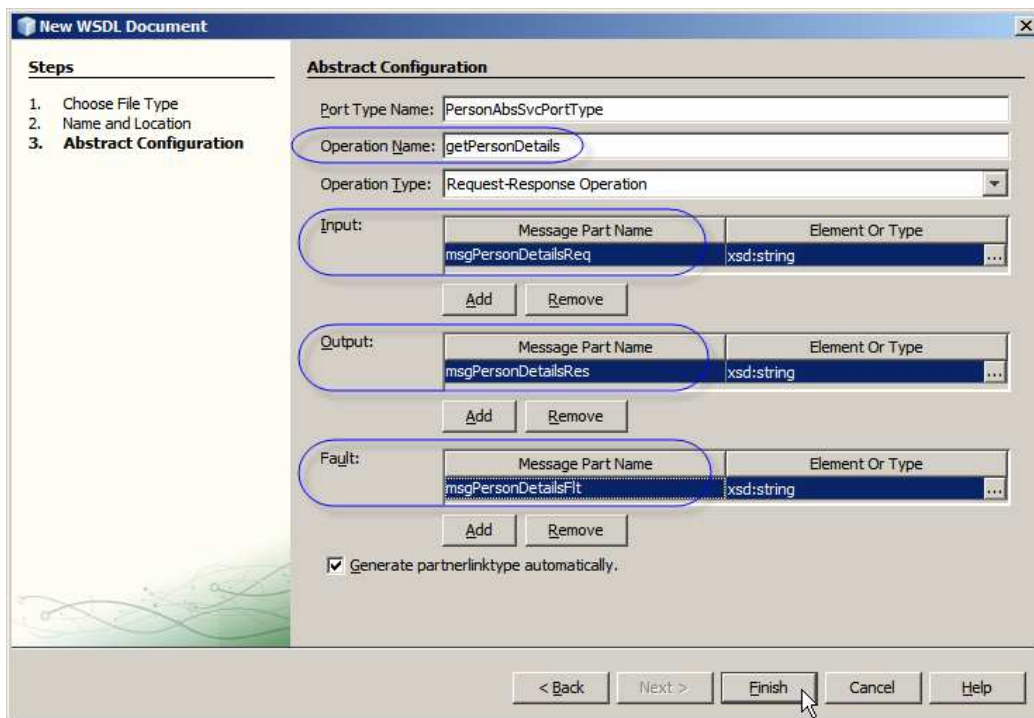 New WSDL Document
Steps
1. Choose File Type
2. Name and Location
3. Abstract Configuration
Abstract Configuration
Port Type Name: PersonAbsSvcPortType
Operation Name: getPersonDetails
Operation Type: Request-Response Operation
Input:
Message Part Name Element Or Type
msgPersonDetailsReq xsd:string ...
Add Remove
Output:
Message Part Name Element Or Type
msgPersonDetailsRes xsd:string ...
Add Remove
Fault:
Message Part Name Element Or Type
msgPersonDetailsFlt xsd:string ...
Add Remove
Generate partnerlinktype automatically.
< Back Next > Finish Cancel Help